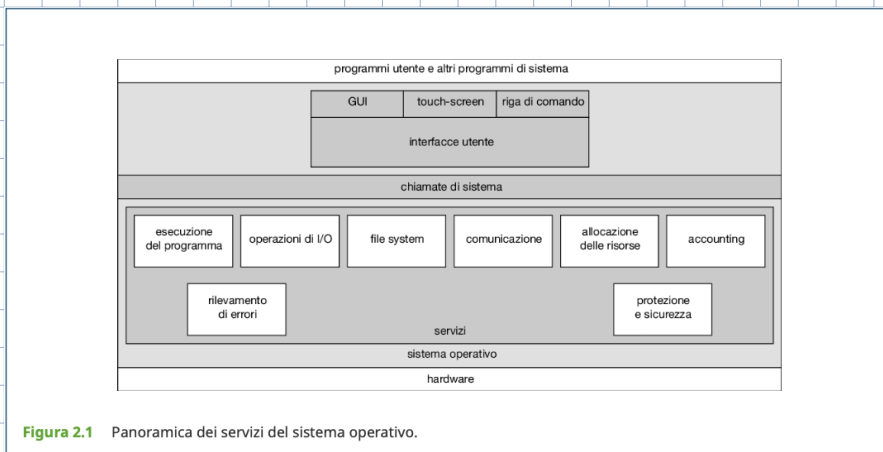 programmi utente e altri programmi di sistema
GUI touch-screen riga di comando
interfacce utente
chiamate di sistema
esecuzione
del programma
operazioni di I/O
file system
comunicazione
allocazione
delle risorse
accounting
rilevamento
di errori
protezione
e sicurezza
servizi
sistema operativo
hardware
Figura 2.1 Panoramica dei servizi del sistema operativo.